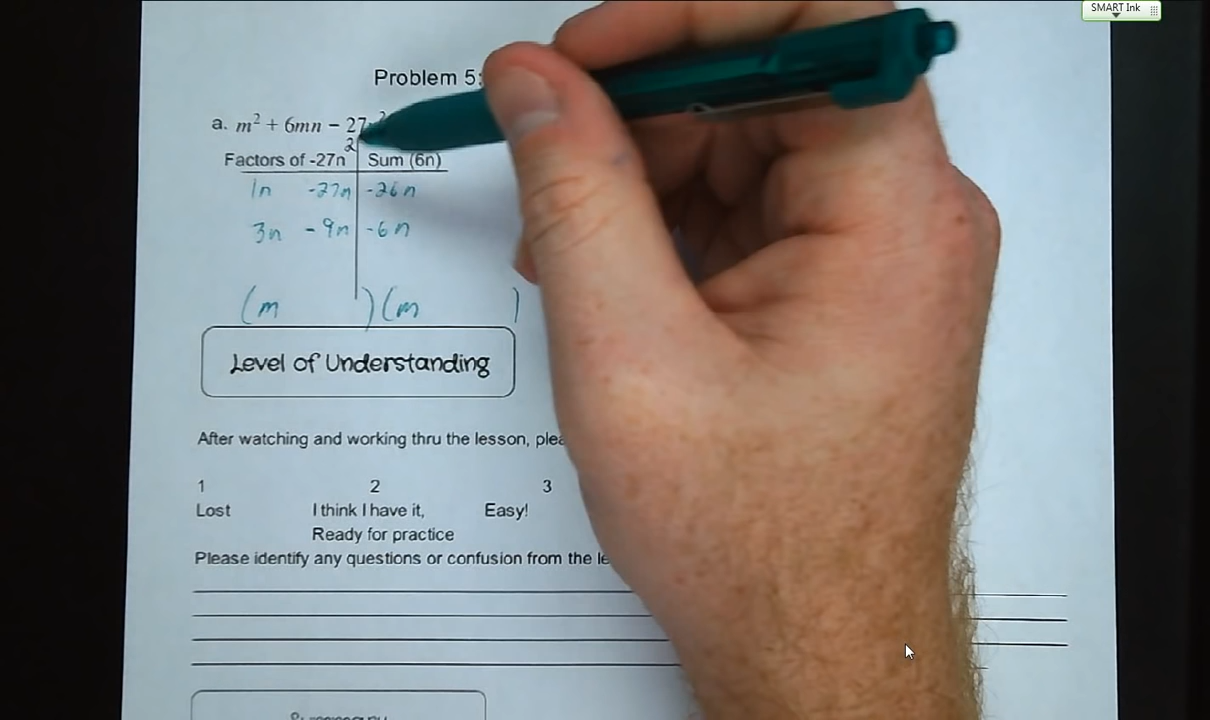 SMART Ink
Problem 5:
a. m² + 6mn − 27
Factors of -27n² Sum (6n)
1n -27n -26n
3n -9n -6n
(m )(m )
Level of Understanding
After watching and working thru the lesson,
1 2 3
Lost I think I have it, Easy!
Ready for practice
Please identify any questions or confusion from the